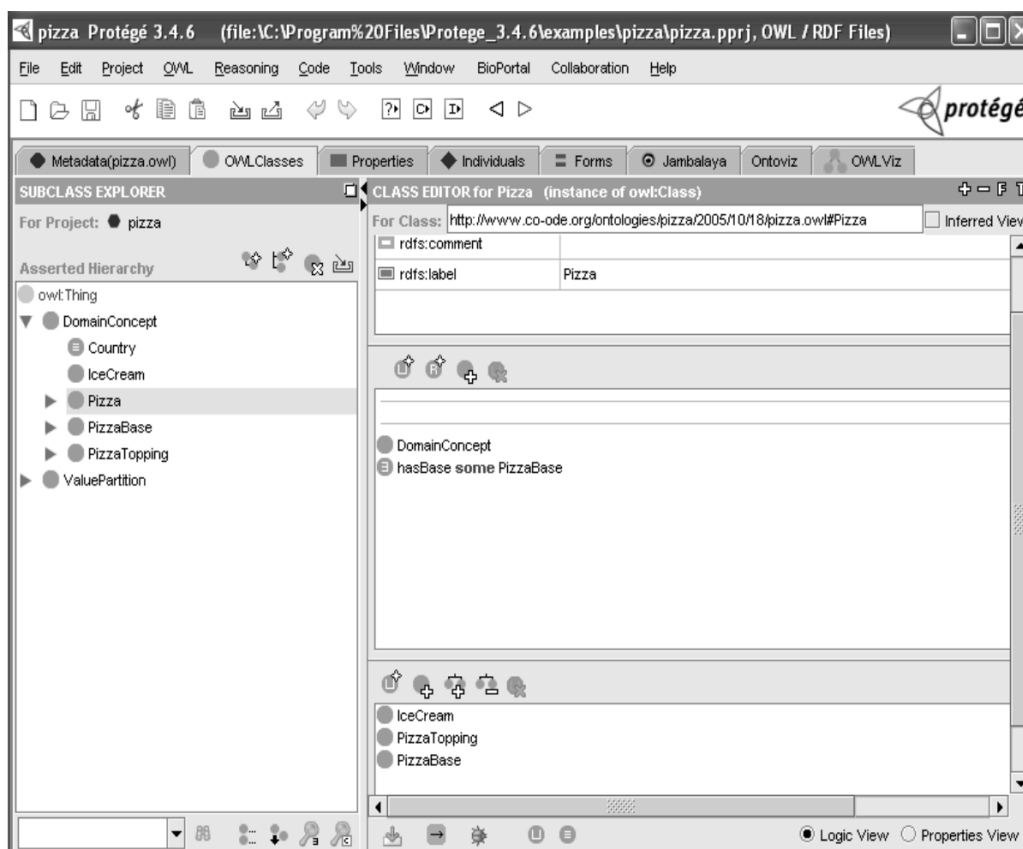 pizza Protégé 3.4.6 (file:\C:\Program%20Files\Protege_3.4.6\examples\pizza\pizza.pprj, OWL / RDF Files)
File Edit Project OWL Reasoning Code Tools Window BioPortal Collaboration Help
protégé
Metadata(pizza.owl) OWLClasses Properties Individuals Forms Jambalaya Ontoviz OWLViz
SUBCLASS EXPLORER
For Project: pizza
Asserted Hierarchy
owl:Thing
DomainConcept
Country
IceCream
Pizza
PizzaBase
PizzaTopping
ValuePartition
CLASS EDITOR for Pizza (instance of owl:Class)
For Class: http://www.co-ode.org/ontologies/pizza/2005/10/18/pizza.owl#Pizza Inferred View
rdfs:comment
rdfs:label Pizza
DomainConcept
hasBase some PizzaBase
IceCream
PizzaTopping
PizzaBase
Logic View Properties View